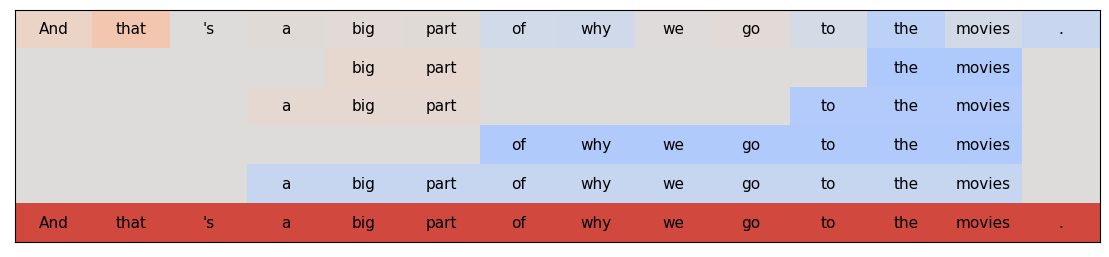 And that 's a big part of why we go to the movies .
big part the movies
a big part to the movies
of why we go to the movies
a big part of why we go to the movies
And that 's a big part of why we go to the movies .